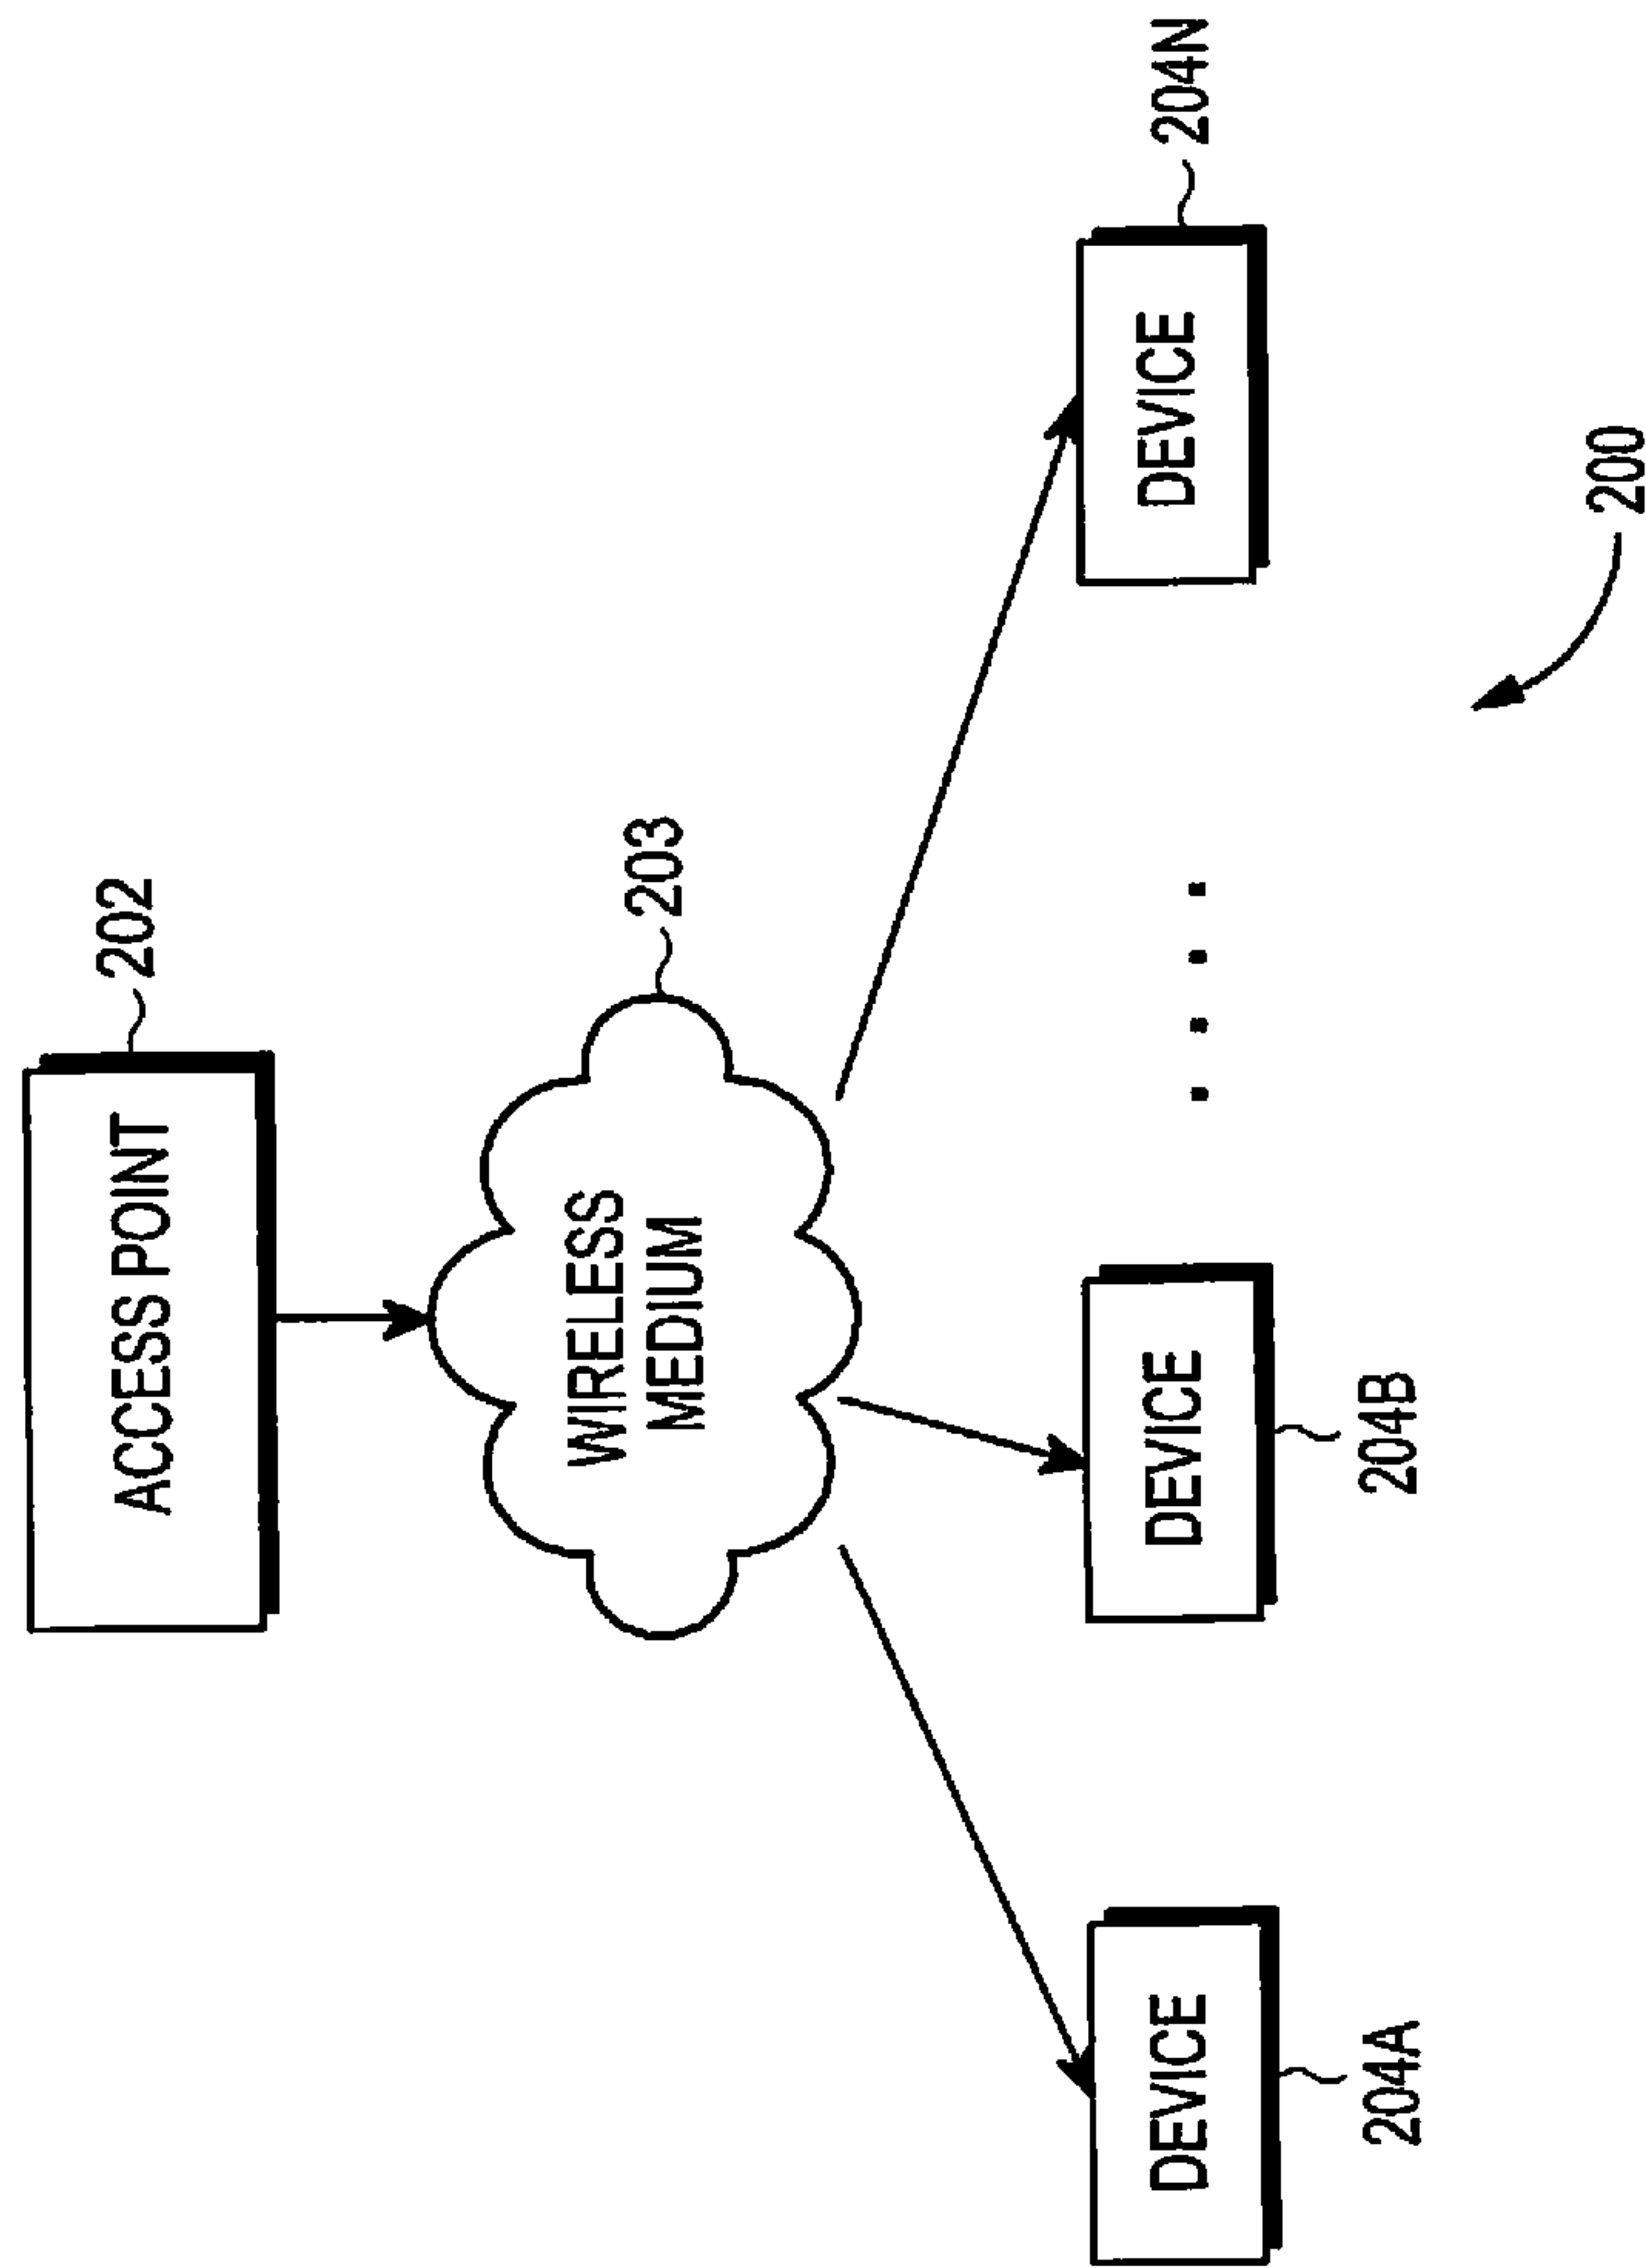 ACCESS POINT
202
WIRELESS
MEDIUM
203
DEVICE
204A
DEVICE
204B
DEVICE
204N
200